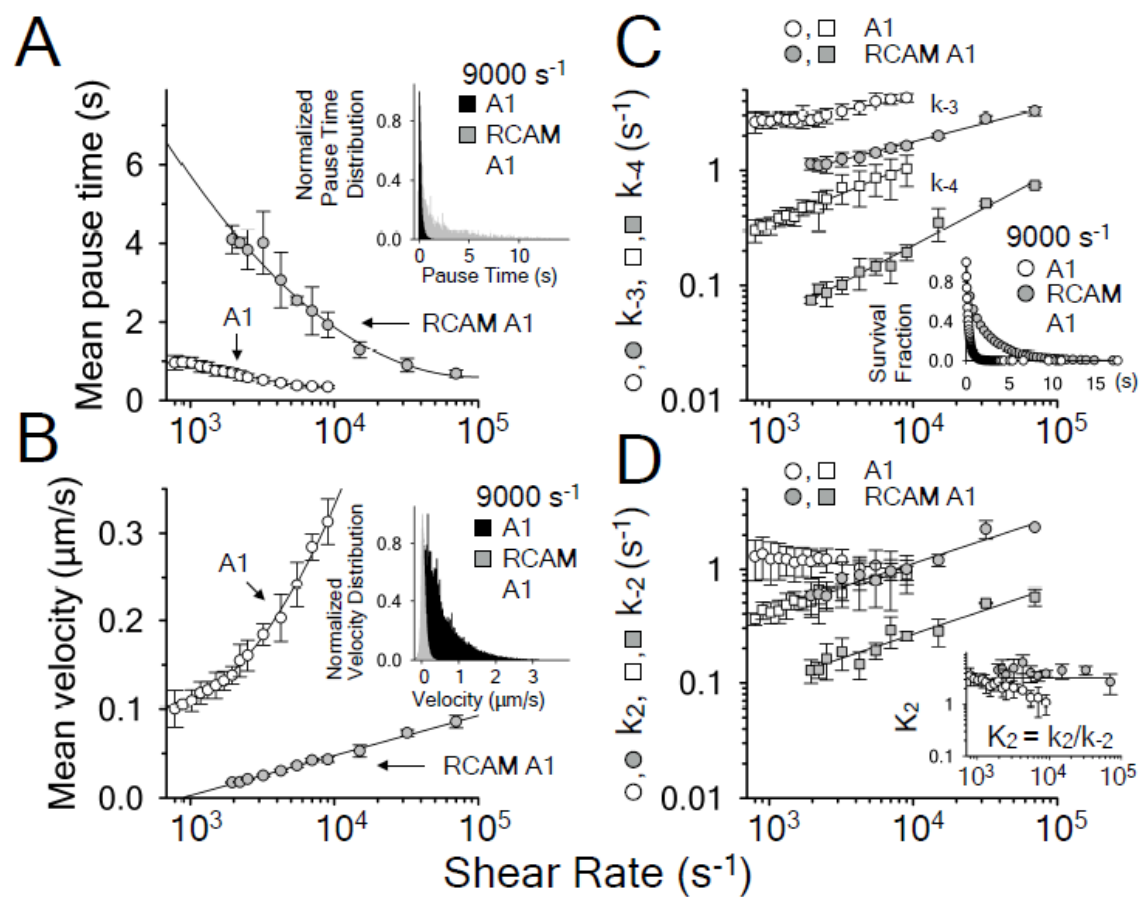 A
Mean pause time (s)
6
4
2
0
10³
10⁴
10⁵
A1
RCAM A1
9000 s⁻¹
A1
RCAM
A1
Normalized
Pause Time
Distribution
0.8
0.4
0.0
0
5
10
Pause Time (s)
B
Mean velocity (µm/s)
0.3
0.2
0.1
0.0
10³
10⁴
10⁵
A1
RCAM A1
9000 s⁻¹
A1
RCAM
A1
Normalized
Velocity Distribution
0.8
0.4
0.0
0
1
2
3
Velocity (µm/s)
C
, A1
, RCAM A1
, k-3, , k-4 (s⁻¹)
1
0.1
0.01
10³
10⁴
10⁵
k-3
k-4
9000 s⁻¹
A1
RCAM
A1
Survival
Fraction
0.8
0.4
0.0
0
5
10
15
(s)
D
, A1
, RCAM A1
, k₂, , k-2 (s⁻¹)
1
0.1
0.01
10³
10⁴
10⁵
K₂
1
0.1
K₂ = k₂/k-2
10³
10⁴
10⁵
Shear Rate (s⁻¹)